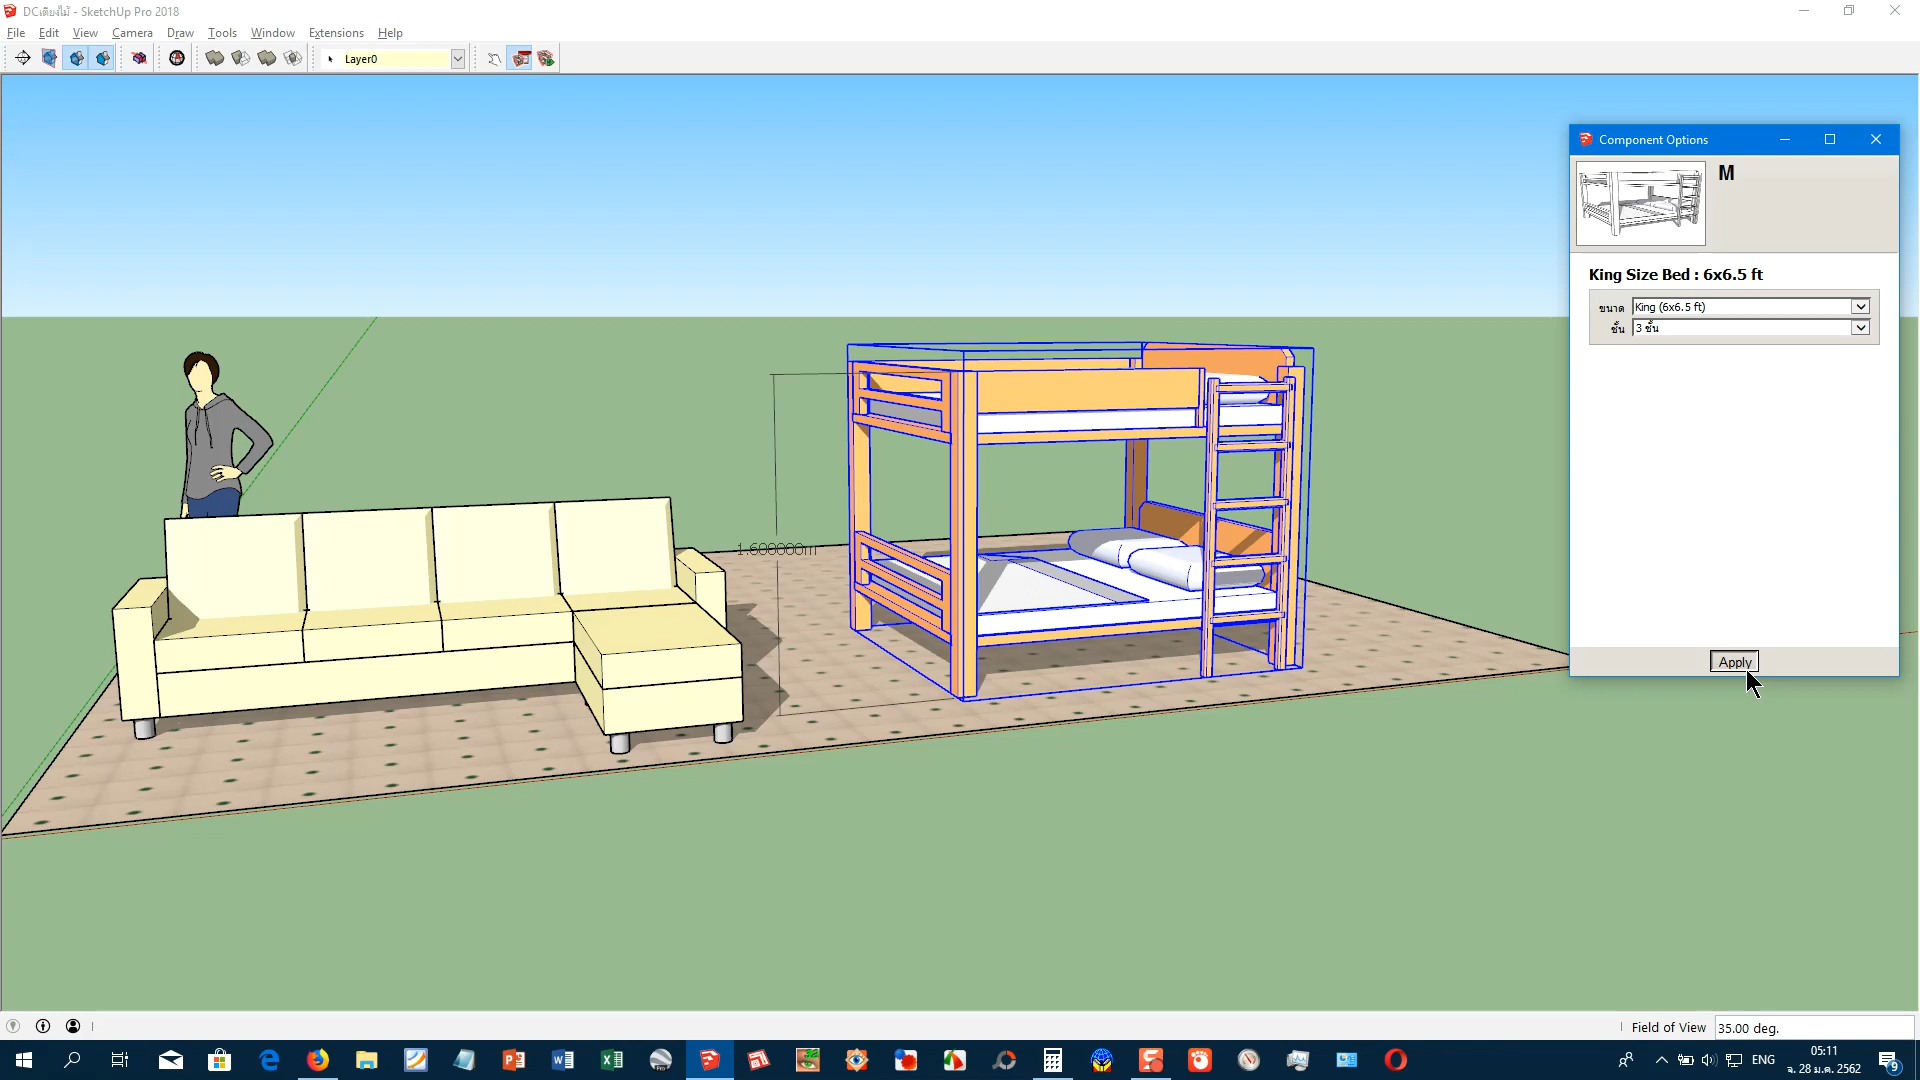 DCเตียงไม้ - SketchUp Pro 2018
File Edit View Camera Draw Tools Window Extensions Help
Layer0
Component Options
M
King Size Bed : 6x6.5 ft
ขนาด King (6x6.5 ft)
ชั้น 3 ชั้น
1.600000m
Apply
Field of View 35.00 deg.
ENG
05:11
จ. 28 ม.ค. 2562
9